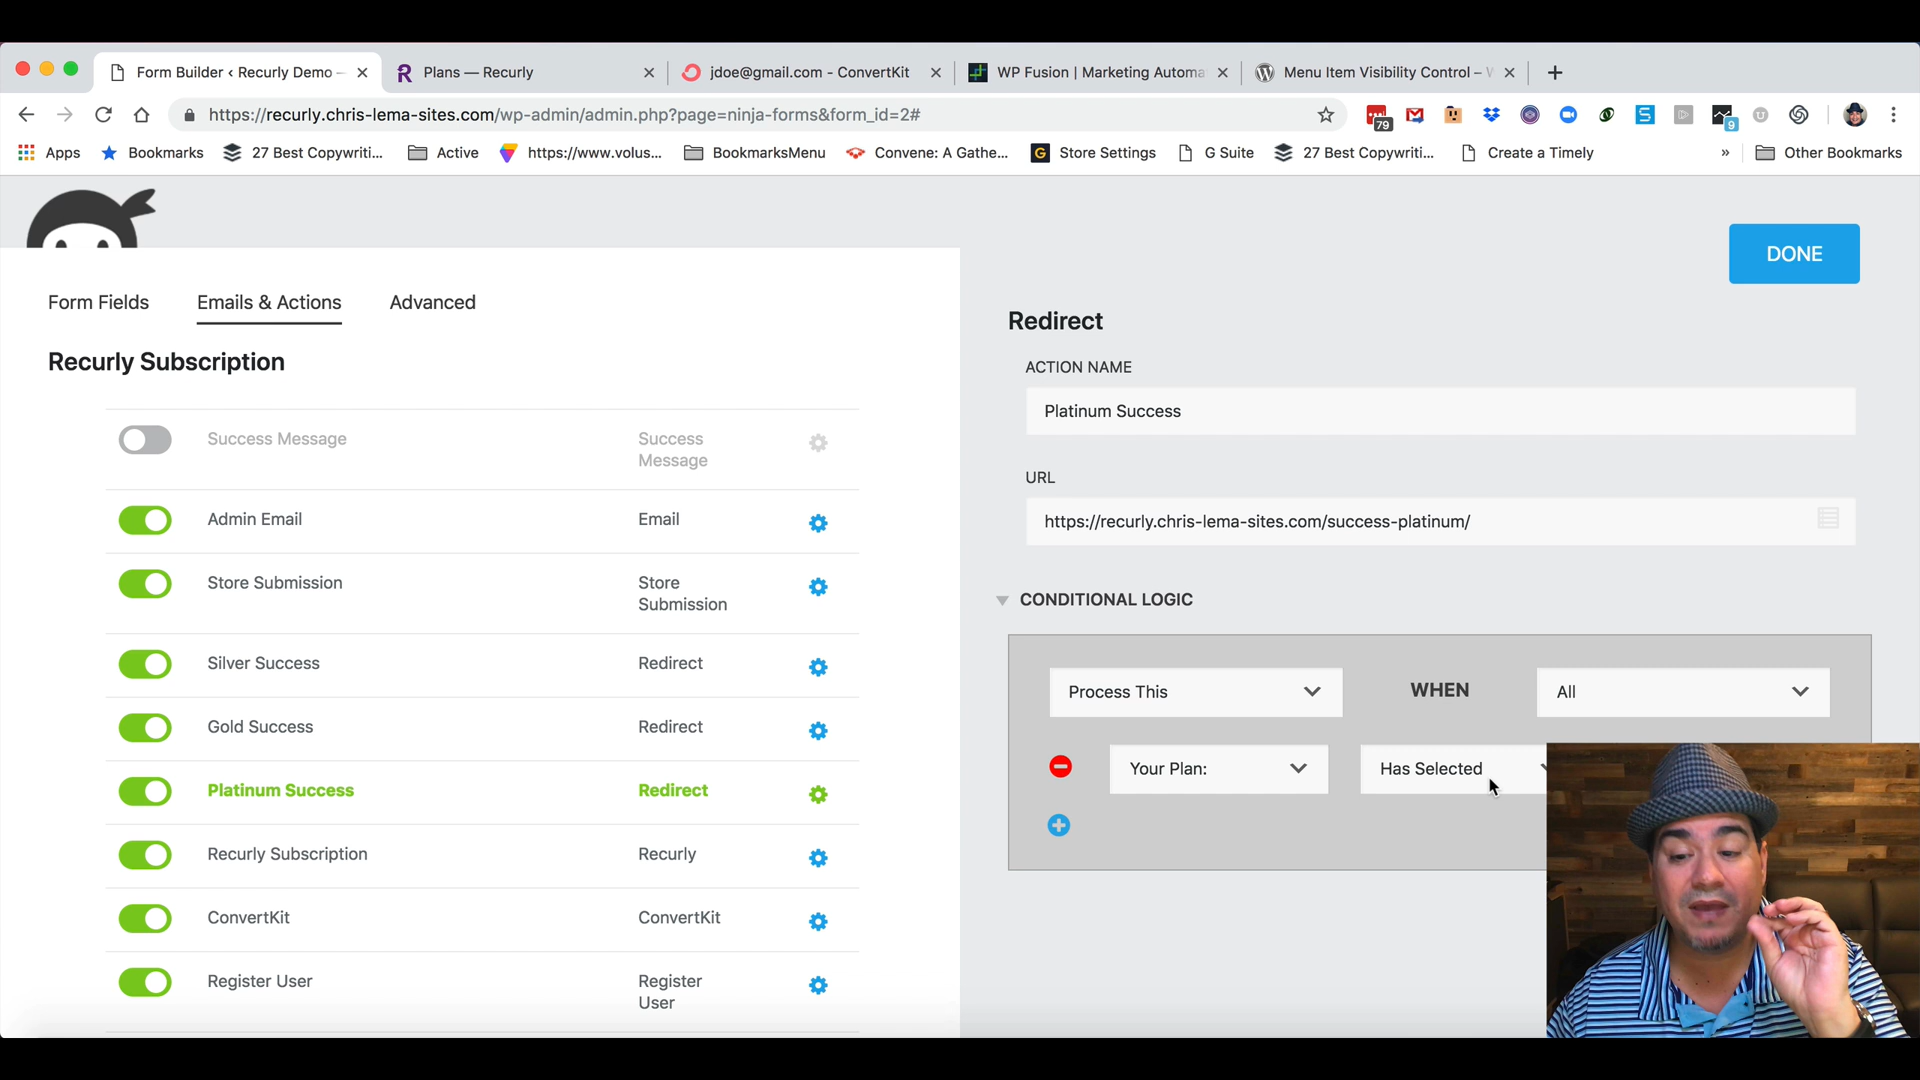 Form Builder ‹ Recurly Demo –
Plans — Recurly
jdoe@gmail.com - ConvertKit
WP Fusion | Marketing Automa
Menu Item Visibility Control – W
https://recurly.chris-lema-sites.com/wp-admin/admin.php?page=ninja-forms&form_id=2#
79
9
Apps
Bookmarks
27 Best Copywriti...
Active
https://www.volus...
BookmarksMenu
Convene: A Gathe...
Store Settings
G Suite
27 Best Copywriti...
Create a Timely
»
Other Bookmarks
DONE
Form Fields
Emails & Actions
Advanced
Recurly Subscription
Success Message
Success
Message
Admin Email
Email
Store Submission
Store
Submission
Silver Success
Redirect
Gold Success
Redirect
Platinum Success
Redirect
Recurly Subscription
Recurly
ConvertKit
ConvertKit
Register User
Register
User
Redirect
ACTION NAME
Platinum Success
URL
https://recurly.chris-lema-sites.com/success-platinum/
CONDITIONAL LOGIC
Process This
WHEN
All
Your Plan:
Has Selected